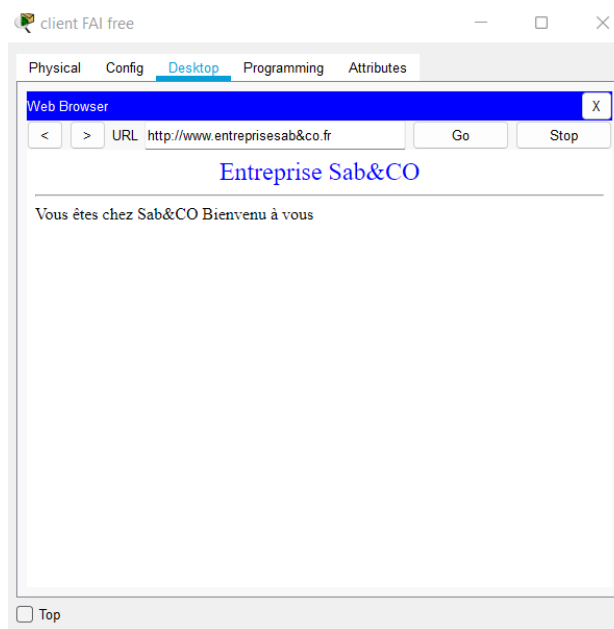 client FAI free
Physical Config Desktop Programming Attributes
Web Browser X
< > URL http://www.entreprisesab&co.fr Go Stop
Entreprise Sab&CO
Vous êtes chez Sab&CO Bienvenu à vous
Top